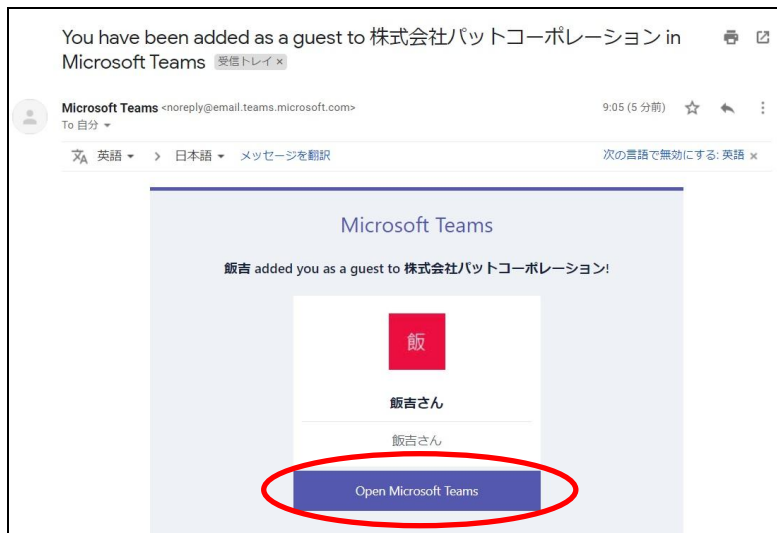 You have been added as a guest to 株式会社パットコーポレーション in
Microsoft Teams 受信トレイ ×
Microsoft Teams <noreply@email.teams.microsoft.com> 9:05 (5 分前)
To 自分
英語 > 日本語 メッセージを翻訳 次の言語で無効にする: 英語 ×
Microsoft Teams
飯吉 added you as a guest to 株式会社パットコーポレーション!
飯
飯吉さん
飯吉さん
Open Microsoft Teams